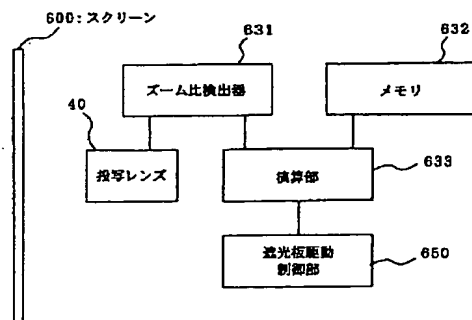 600:スクリーン
631
632
ズーム比検出器
メモリ
40
投写レンズ
演算部
633
遮光板駆動
制御部
650